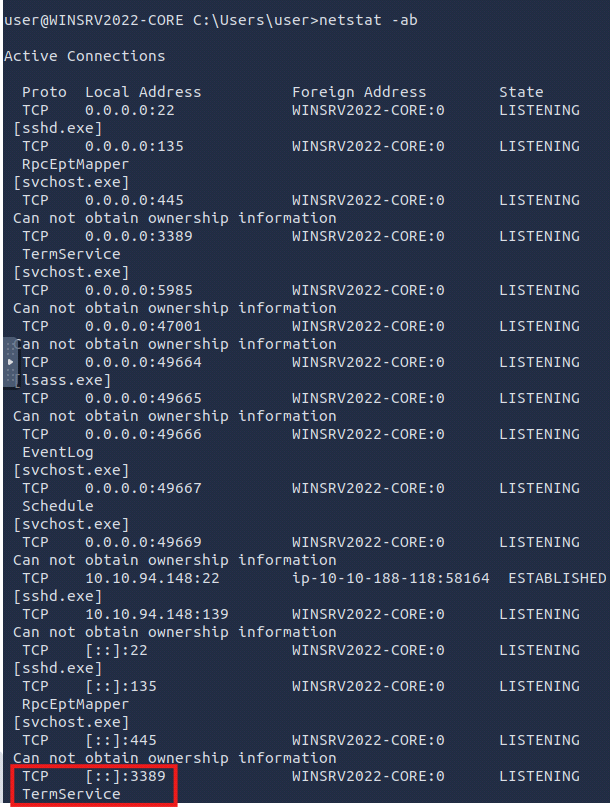 user@WINSRV2022-CORE C:\Users\user>netstat -ab
Active Connections
Proto  Local Address          Foreign Address        State
TCP    0.0.0.0:22             WINSRV2022-CORE:0      LISTENING
[sshd.exe]
TCP    0.0.0.0:135            WINSRV2022-CORE:0      LISTENING
RpcEptMapper
[svchost.exe]
TCP    0.0.0.0:445            WINSRV2022-CORE:0      LISTENING
Can not obtain ownership information
TCP    0.0.0.0:3389           WINSRV2022-CORE:0      LISTENING
TermService
[svchost.exe]
TCP    0.0.0.0:5985           WINSRV2022-CORE:0      LISTENING
Can not obtain ownership information
TCP    0.0.0.0:47001          WINSRV2022-CORE:0      LISTENING
Can not obtain ownership information
TCP    0.0.0.0:49664          WINSRV2022-CORE:0      LISTENING
[lsass.exe]
TCP    0.0.0.0:49665          WINSRV2022-CORE:0      LISTENING
Can not obtain ownership information
TCP    0.0.0.0:49666          WINSRV2022-CORE:0      LISTENING
EventLog
[svchost.exe]
TCP    0.0.0.0:49667          WINSRV2022-CORE:0      LISTENING
Schedule
[svchost.exe]
TCP    0.0.0.0:49669          WINSRV2022-CORE:0      LISTENING
Can not obtain ownership information
TCP    10.10.94.148:22        ip-10-10-188-118:58164  ESTABLISHED
[sshd.exe]
TCP    10.10.94.148:139       WINSRV2022-CORE:0      LISTENING
Can not obtain ownership information
TCP    [::]:22                WINSRV2022-CORE:0      LISTENING
[sshd.exe]
TCP    [::]:135               WINSRV2022-CORE:0      LISTENING
RpcEptMapper
[svchost.exe]
TCP    [::]:445               WINSRV2022-CORE:0      LISTENING
Can not obtain ownership information
TCP    [::]:3389              WINSRV2022-CORE:0      LISTENING
TermService